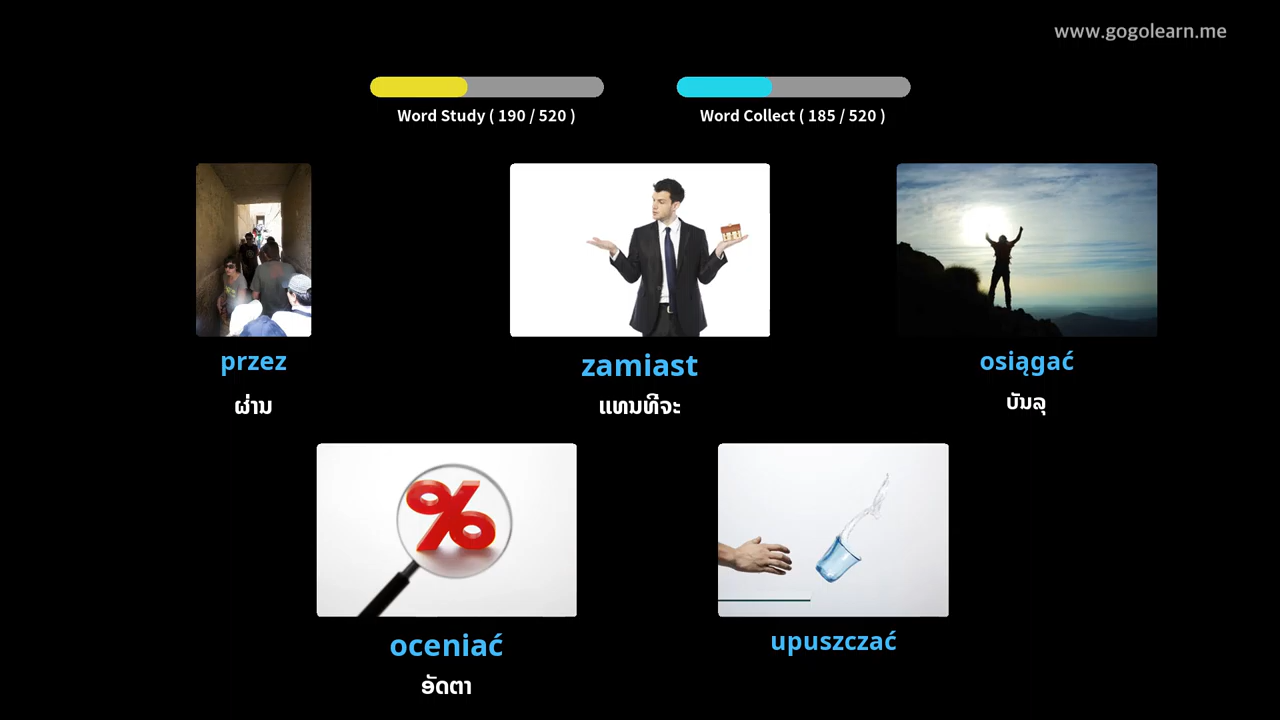 www.gogolearn.me
Word Study ( 190 / 520 )
Word Collect ( 185 / 520 )
przez
ຜ່ານ
zamiast
ແທນທີ່ຈະ
osiągać
ບັນລຸ
oceniać
ອັດຕາ
upuszczać